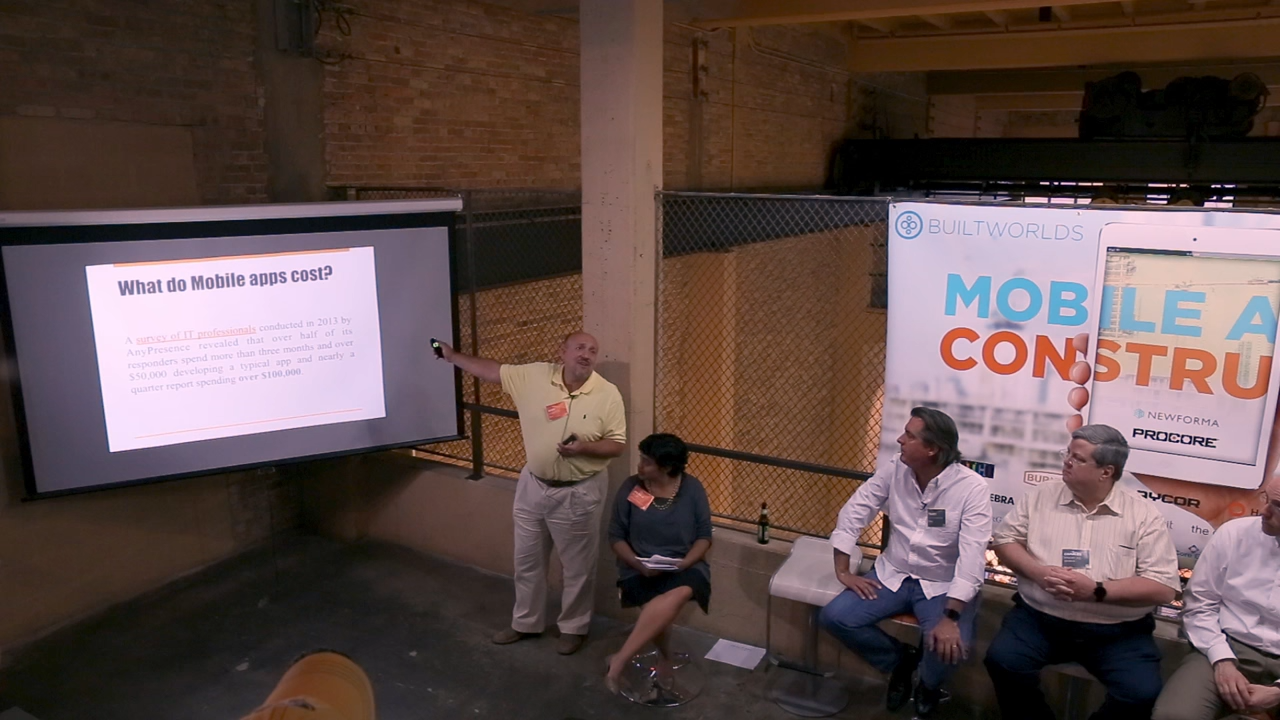 What do Mobile apps cost?
A survey of IT professionals conducted in 2013 by
AnyPresence revealed that over half of its
responders spend more than three months and over
$50,000 developing a typical app and nearly a
quarter report spending over $100,000.
BUILTWORLDS
MOBILE A
CONSTRU
NEWFORMA
PROCORE
the